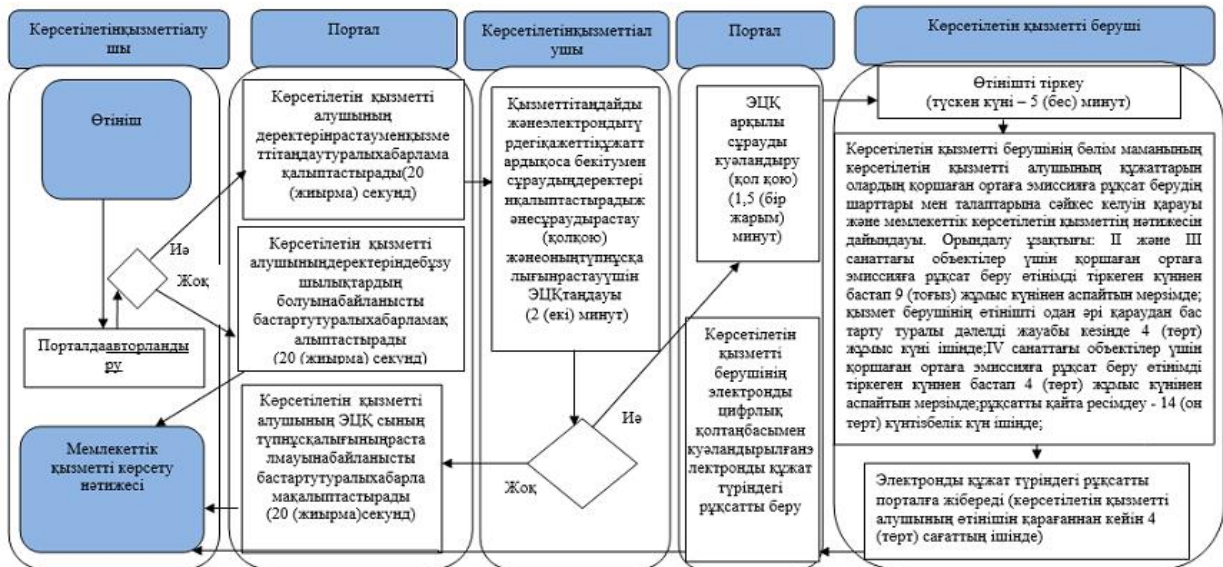 Көрсетілетінқызметтіалу
шы
Өтініш
Иә
Жоқ
Порталдаавторланды
ру
Мемлекеттік
қызметті көрсету
нәтижесі
Портал
Көрсетілетін қызметті
алушының
деректерінрастауменқызме
ттітаңдаутуралыхабарлама
қалыптастырады(20
(жиырма) секунд)
Көрсетілетін қызметті
алушыныңдеректеріндебұзу
шылықтардың
болуынабайланысты
бастартутуралыхабарламақ
алыптастырады
(20 (жиырма) секунд)
Көрсетілетін қызметті
алушының ЭЦҚ сының
түпнұсқалығыныңраста
лмауынабайланысты
бастартутуралыхабарла
мақалыптастырады
(20 (жиырма)секунд)
Көрсетілетінқызметтіал
ушы
Қызметтітаңдайды
жәнеэлектрондытү
рдегіқажеттіқұжатт
ардықоса бекітумен
сұраудыңдеректері
нқалыптастырадыж
әнесұраудырастау
(қолқою)
жәнеоныңтүпнұсқа
лығынрастауүшін
ЭЦҚтаңдауы
(2 (екі) минут)
Иә
Жоқ
Портал
ЭЦҚ
арқылы
сұрауды
куәландыру
(қол қою)
(1,5 (бір
жарым)
минут)
Көрсетілетін
қызметті
берушінің
электронды
цифрлық
қолтаңбасымен
куәландырылғанэ
лектронды құжат
түріндегі
рұқсатты беру
Көрсетілетін қызметті беруші
Өтінішті тіркеу
(түскен күні – 5 (бес) минут)
Көрсетілетін қызметті берушінің бөлім маманының
көрсетілетін қызметті алушының құжаттарын
олардың қоршаған ортаға эмиссияға рұқсат берудің
шарттары мен талаптарына сәйкес келуін қарауы
және мемлекеттік көрсетілетін қызметтің нәтижесін
дайындауы. Орындалу ұзақтығы: II және III
санаттағы объектілер үшін қоршаған ортаға
эмиссияға рұқсат беру өтінімді тіркеген күннен
бастап 9 (тоғыз) жұмыс күнінен аспайтын мерзімде;
қызмет берушінің өтінішті одан әрі қараудан бас
тарту туралы дәлелді жауабы кезінде 4 (төрт)
жұмыс күні ішінде;IV санаттағы объектілер үшін
қоршаған ортаға эмиссияға рұқсат беру өтінімді
тіркеген күннен бастап 4 (төрт) жұмыс күнінен
аспайтын мерзімде;рұқсатты қайта ресімдеу - 14 (он
төрт) күнтізбелік күн ішінде;
Электронды құжат түріндегі рұқсатты
порталға жібереді (көрсетілетін қызметті
алушының өтінішін қарағаннан кейін 4
(төрт) сағаттың ішінде)